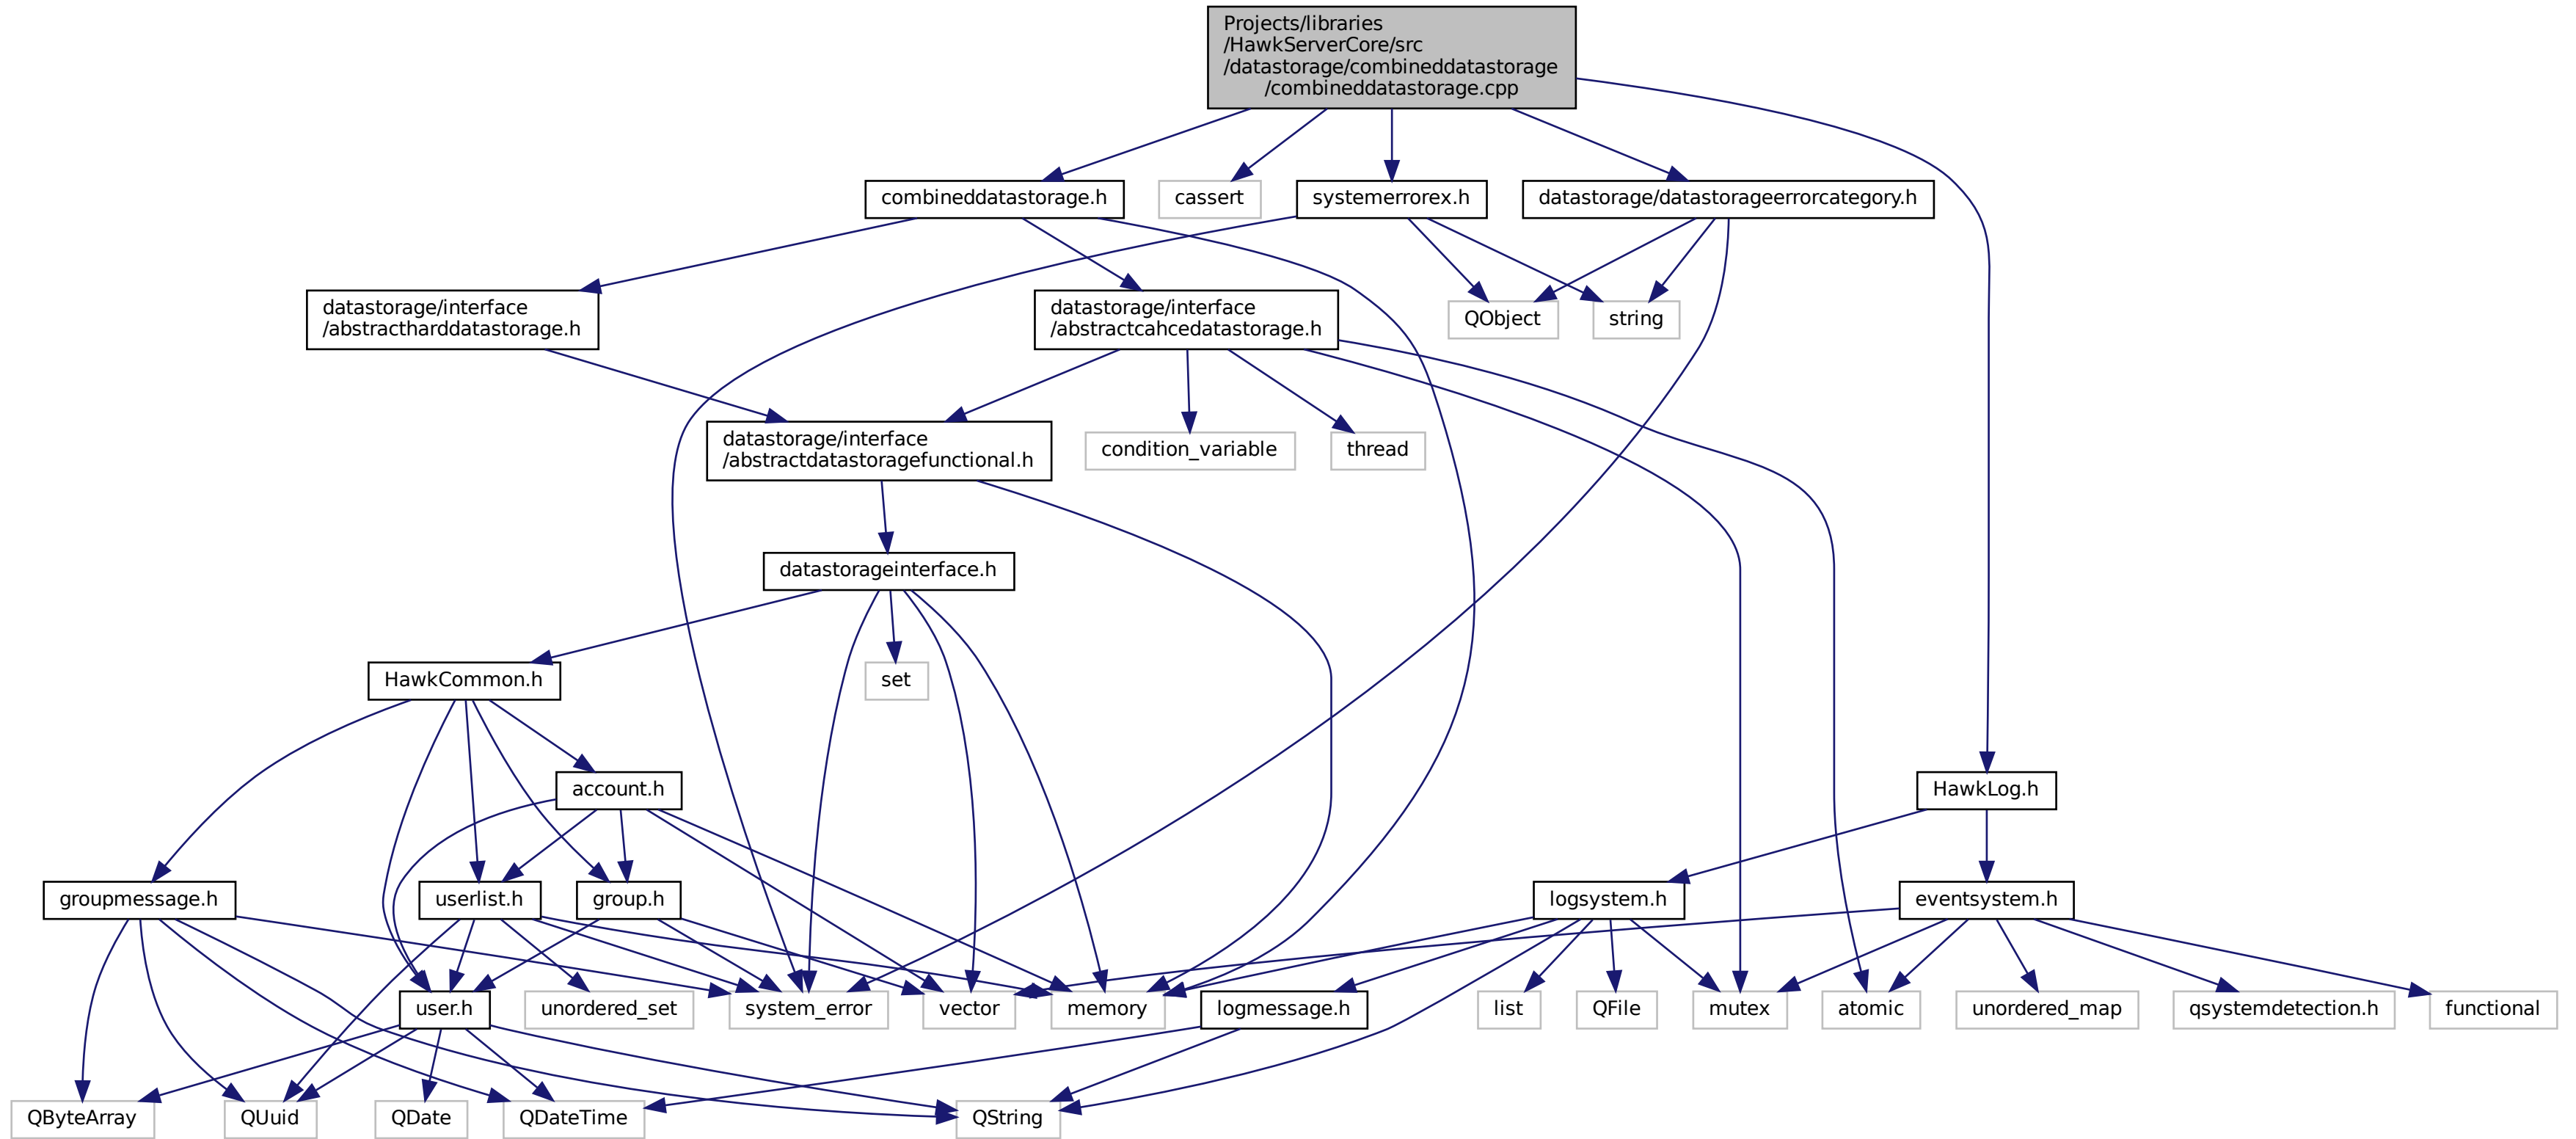 Projects/libraries
/HawkServerCore/src
/datastorage/combineddatastorage
/combineddatastorage.cpp
combineddatastorage.h
cassert
systemerrorex.h
datastorage/datastorageerrorcategory.h
datastorage/interface
/abstractharddatastorage.h
datastorage/interface
/abstractcahcedatastorage.h
QObject
string
datastorage/interface
/abstractdatastoragefunctional.h
condition_variable
thread
datastorageinterface.h
HawkCommon.h
set
account.h
HawkLog.h
groupmessage.h
userlist.h
group.h
logsystem.h
eventsystem.h
user.h
unordered_set
system_error
vector
memory
logmessage.h
list
QFile
mutex
atomic
unordered_map
qsystemdetection.h
functional
QByteArray
QUuid
QDate
QDateTime
QString